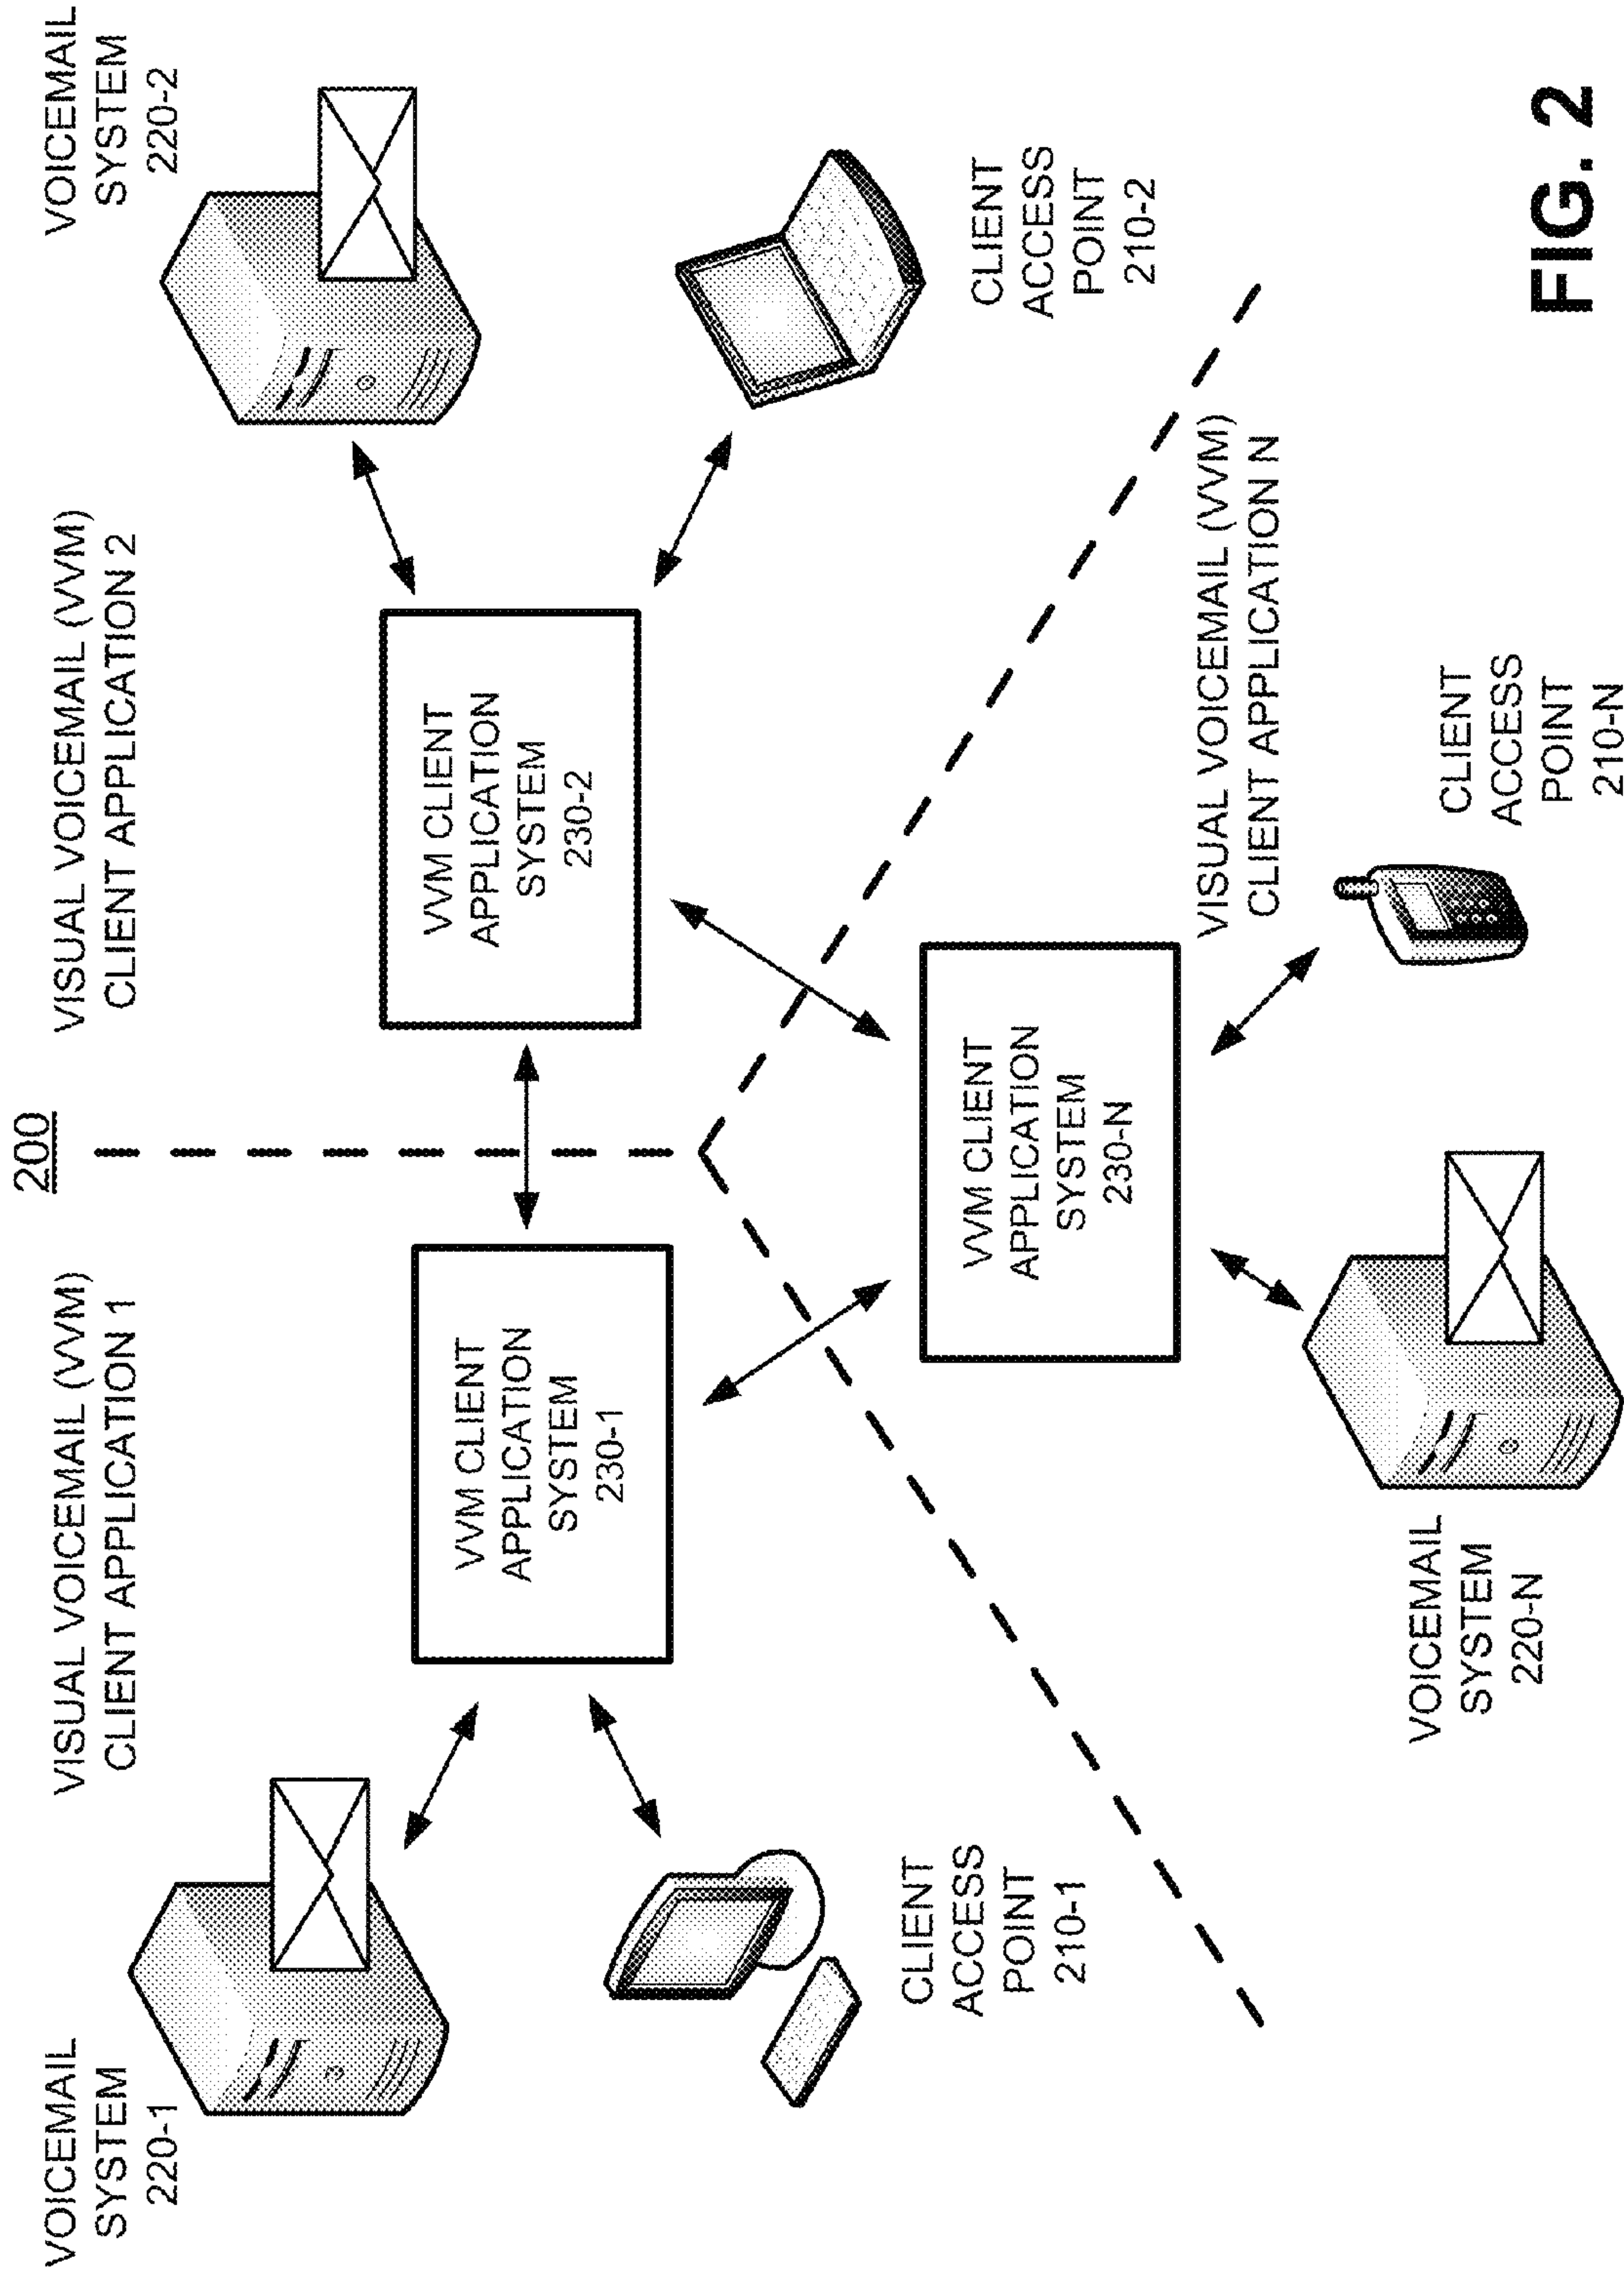 200
VOICEMAIL
SYSTEM
220-1
VISUAL VOICEMAIL (VVM)
CLIENT APPLICATION 1
VISUAL VOICEMAIL (VVM)
CLIENT APPLICATION 2
VOICEMAIL
SYSTEM
220-2
VVM CLIENT
APPLICATION
SYSTEM
230-1
VVM CLIENT
APPLICATION
SYSTEM
230-2
CLIENT
ACCESS
POINT
210-1
CLIENT
ACCESS
POINT
210-2
VVM CLIENT
APPLICATION
SYSTEM
230-N
VISUAL VOICEMAIL (VVM)
CLIENT APPLICATION N
VOICEMAIL
SYSTEM
220-N
CLIENT
ACCESS
POINT
210-N
FIG. 2